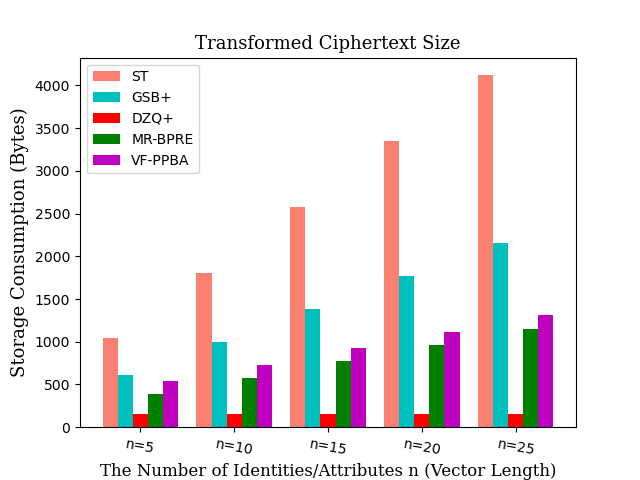 Transformed Ciphertext Size
ST
GSB+
DZQ+
MR-BPRE
VF-PPBA
4000
3500
3000
2500
2000
1500
1000
500
0
Storage Consumption (Bytes)
n=5 n=10 n=15 n=20 n=25
The Number of Identities/Attributes n (Vector Length)